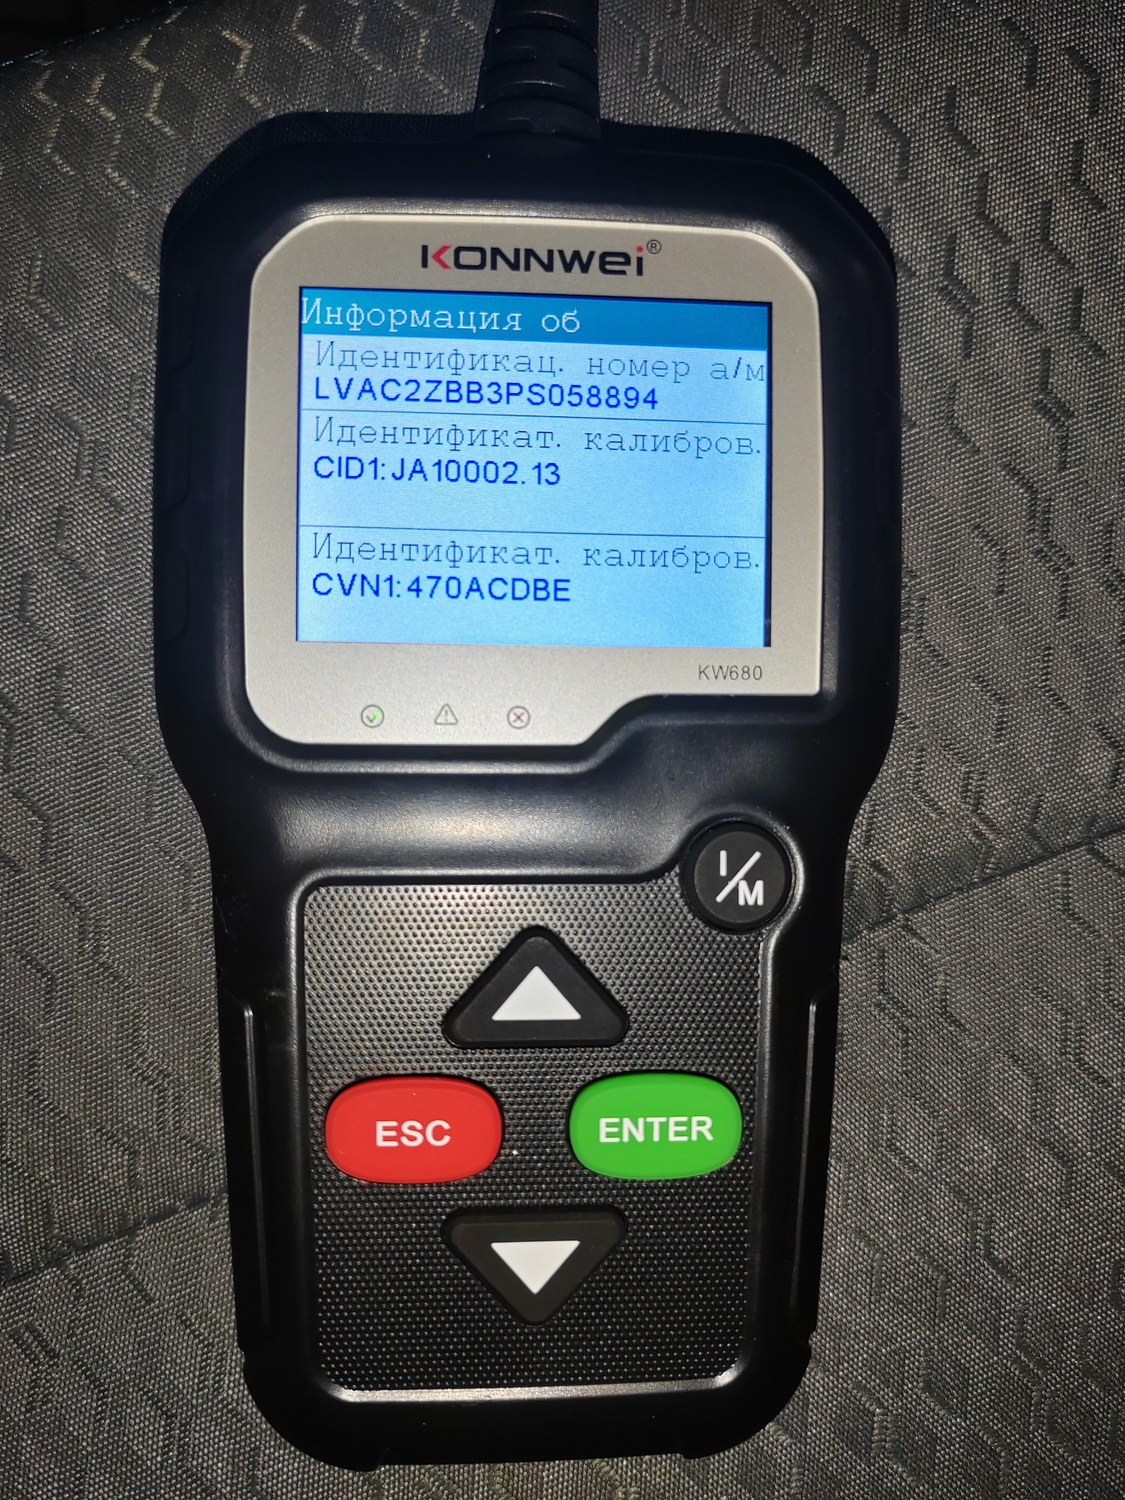 KONNWEi®
Информация об
Идентификац. номер а/м
LVAC2ZBB3PS058894
Идентификат. калибров.
CID1:JA10002.13
Идентификат. калибров.
CVN1:470ACDBE
KW680
I/M
ESC
ENTER